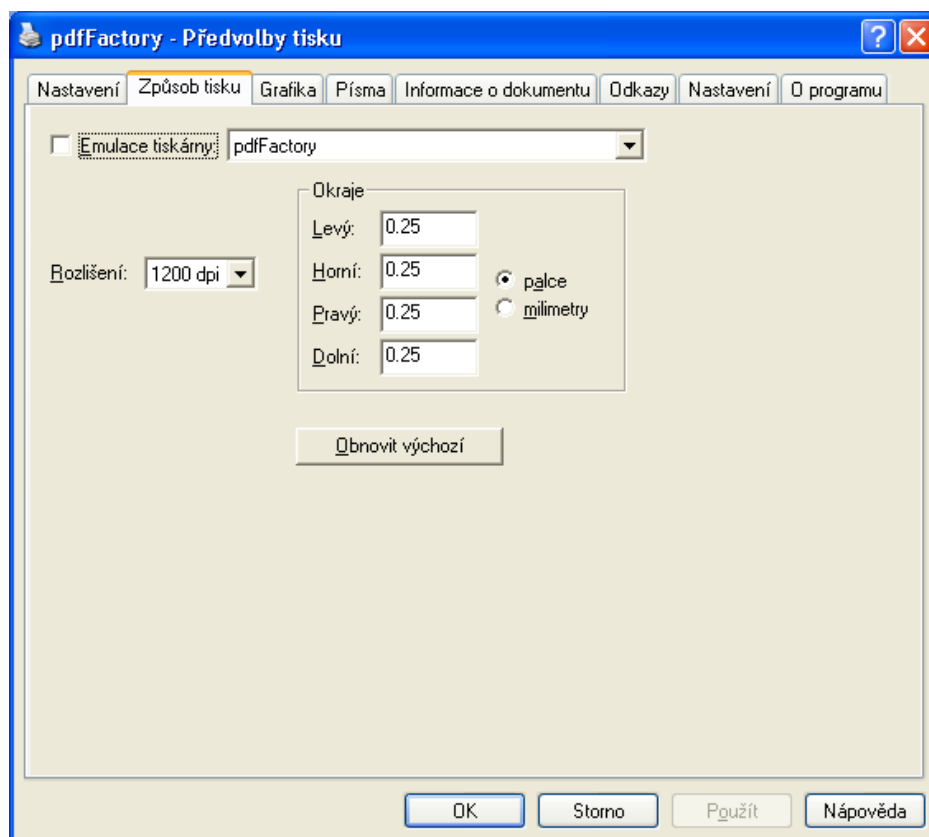 pdfFactory - Předvolby tisku
Nastavení Způsob tisku Grafika Písma Informace o dokumentu Odkazy Nastavení O programu
Emulace tiskárny: pdfFactory
Okraje
Levý: 0.25
Rozlišení: 1200 dpi
Horní: 0.25
palce
Pravý: 0.25
milimetry
Dolní: 0.25
Obnovit výchozí
OK Storno Použít Nápověda